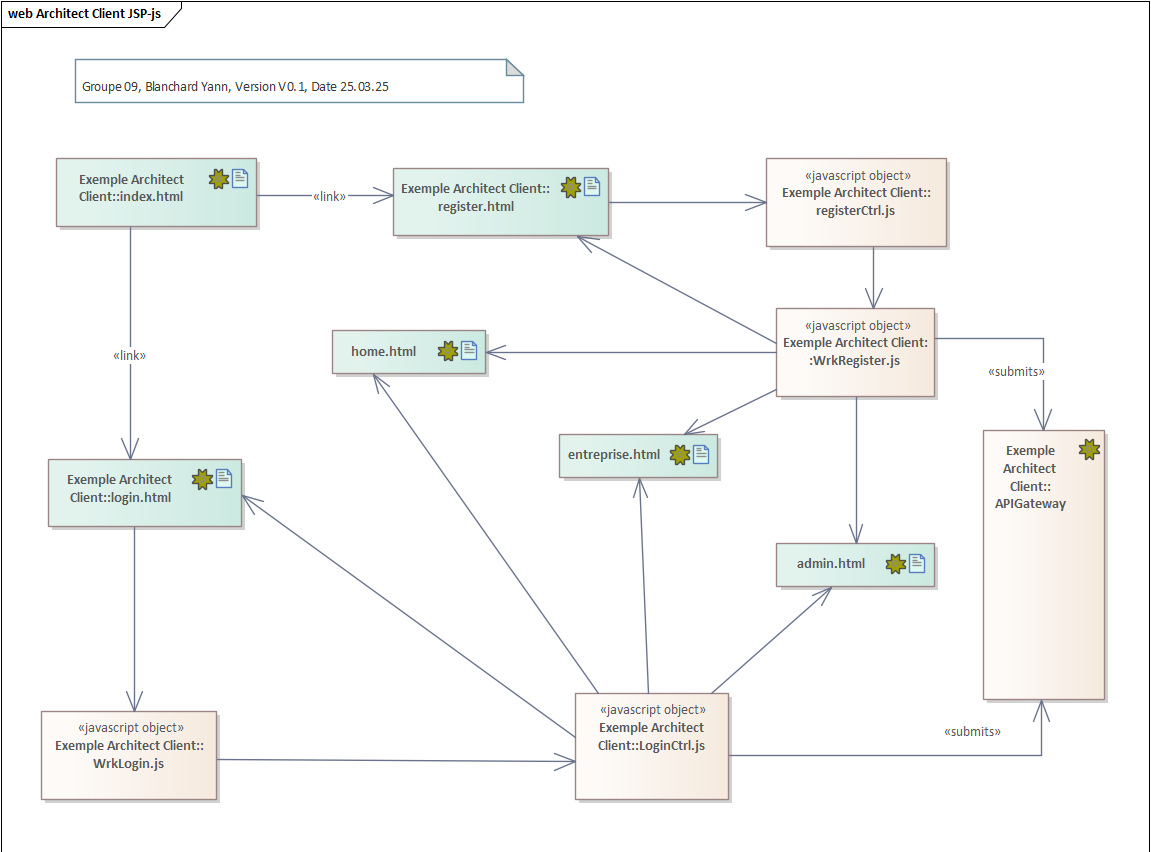 web Architect Client JSP-js
Groupe 09, Blanchard Yann, Version V0.1, Date 25.03.25
Exemple Architect
Client::index.html
«link»
Exemple Architect Client::
register.html
«javascript object»
Exemple Architect Client::
registerCtrl.js
«javascript object»
Exemple Architect Client:
:WrkRegister.js
home.html
«link»
«submits»
entreprise.html
Exemple
Architect
Client::
APIGateway
Exemple Architect
Client::login.html
admin.html
«javascript object»
Exemple Architect Client::
WrkLogin.js
«javascript object»
Exemple Architect
Client::LoginCtrl.js
«submits»